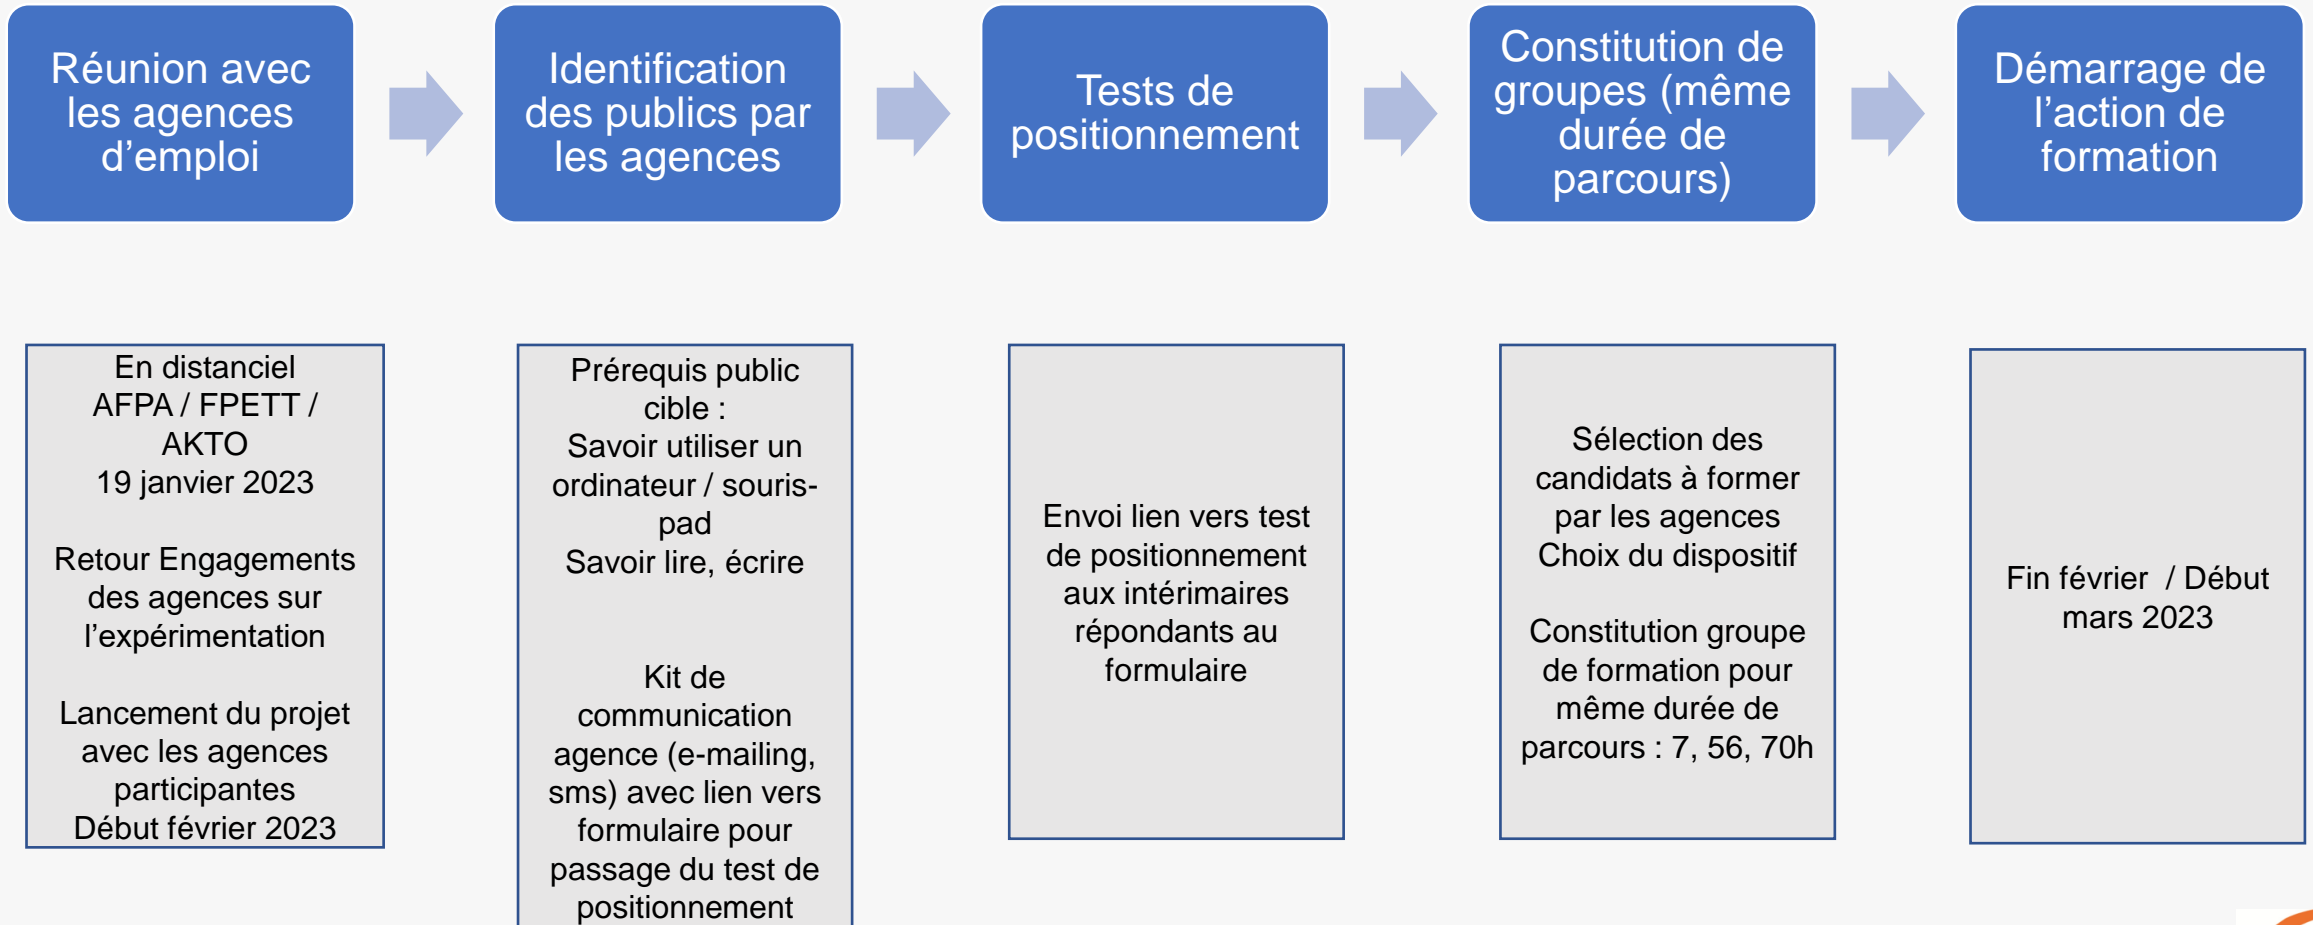 Réunion avec
les agences
d’emploi
Identification
des publics par
les agences
Tests de
positionnement
Constitution de
groupes (même
durée de
parcours)
Démarrage de
l’action de
formation
En distanciel
AFPA / FPETT /
AKTO
19 janvier 2023
Retour Engagements
des agences sur
l’expérimentation
Lancement du projet
avec les agences
participantes
Début février 2023
Prérequis public
cible :
Savoir utiliser un
ordinateur / souris-
pad
Savoir lire, écrire
Kit de
communication
agence (e-mailing,
sms) avec lien vers
formulaire pour
passage du test de
positionnement
Envoi lien vers test
de positionnement
aux intérimaires
répondants au
formulaire
Sélection des
candidats à former
par les agences
Choix du dispositif
Constitution groupe
de formation pour
même durée de
parcours : 7, 56, 70h
Fin février  / Début
mars 2023